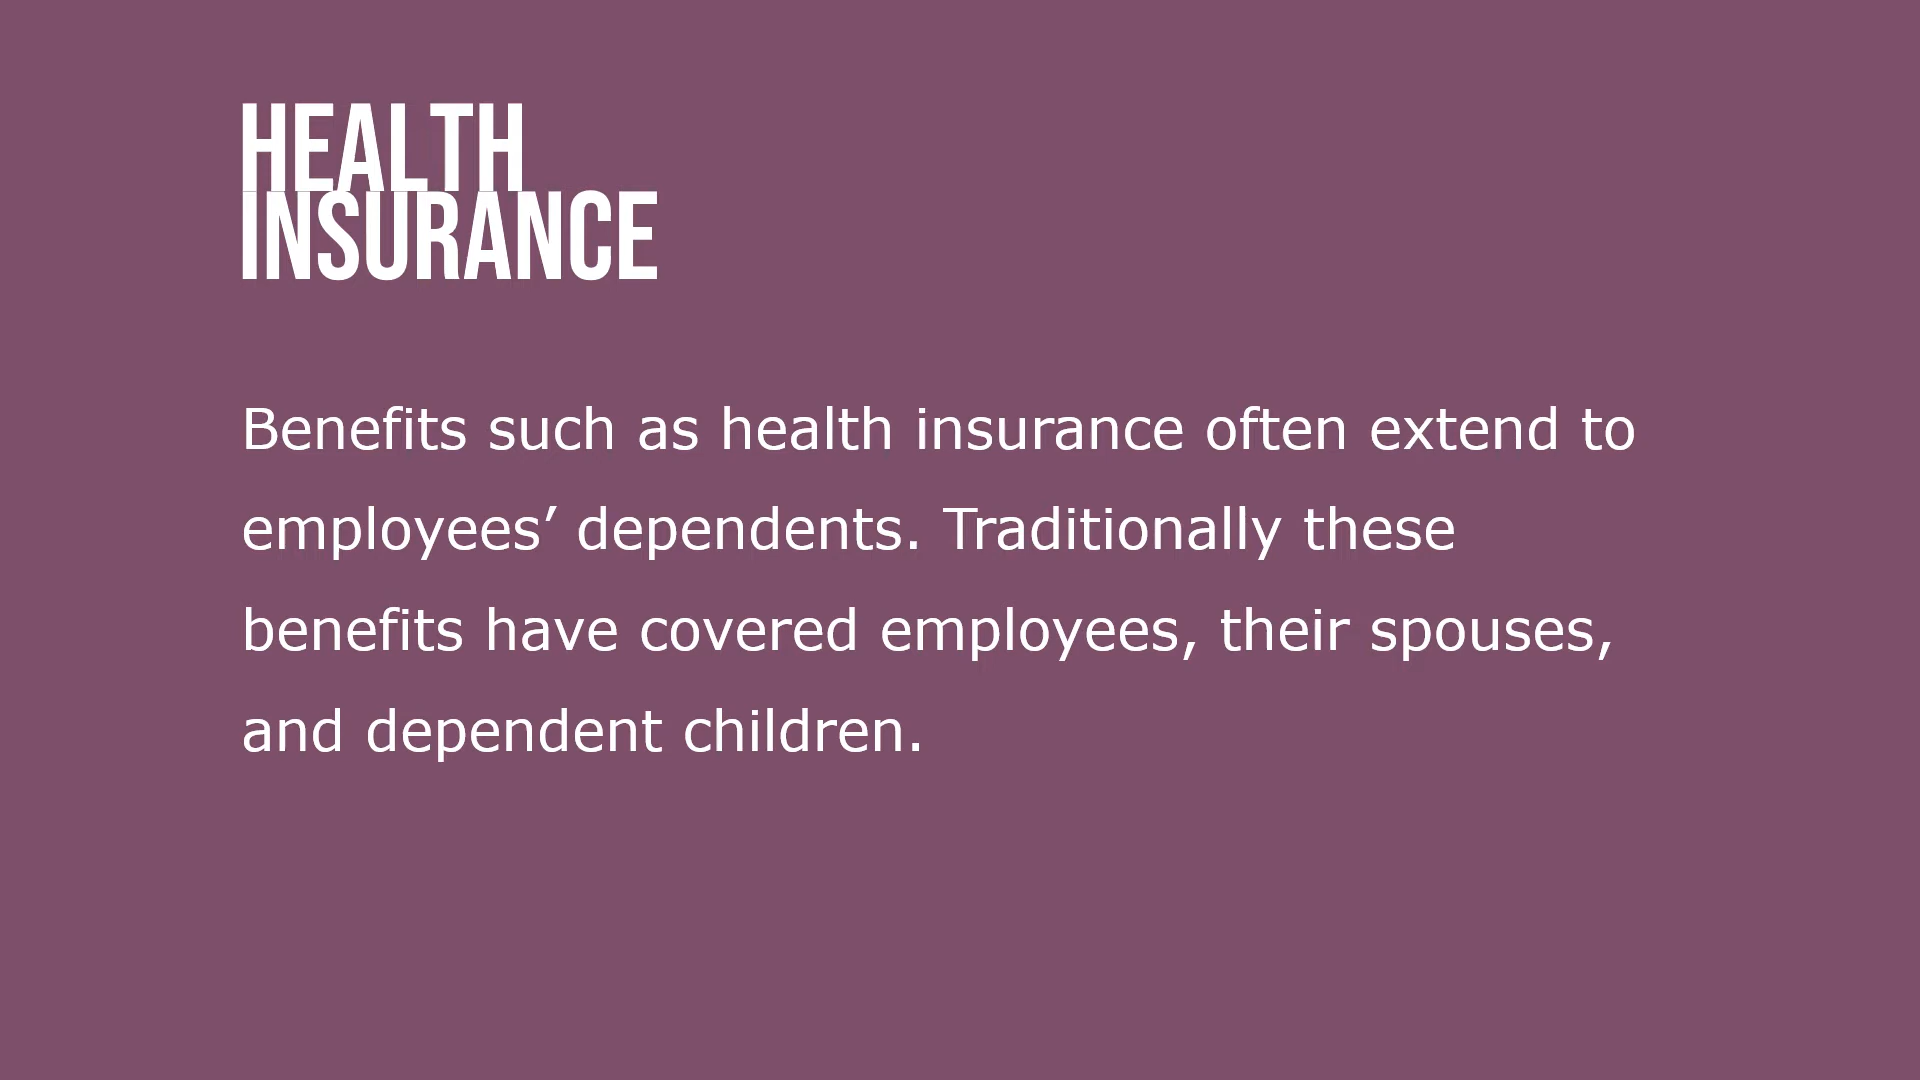 HEALTH
INSURANCE
Benefits such as health insurance often extend to
employees’ dependents. Traditionally these
benefits have covered employees, their spouses,
and dependent children.